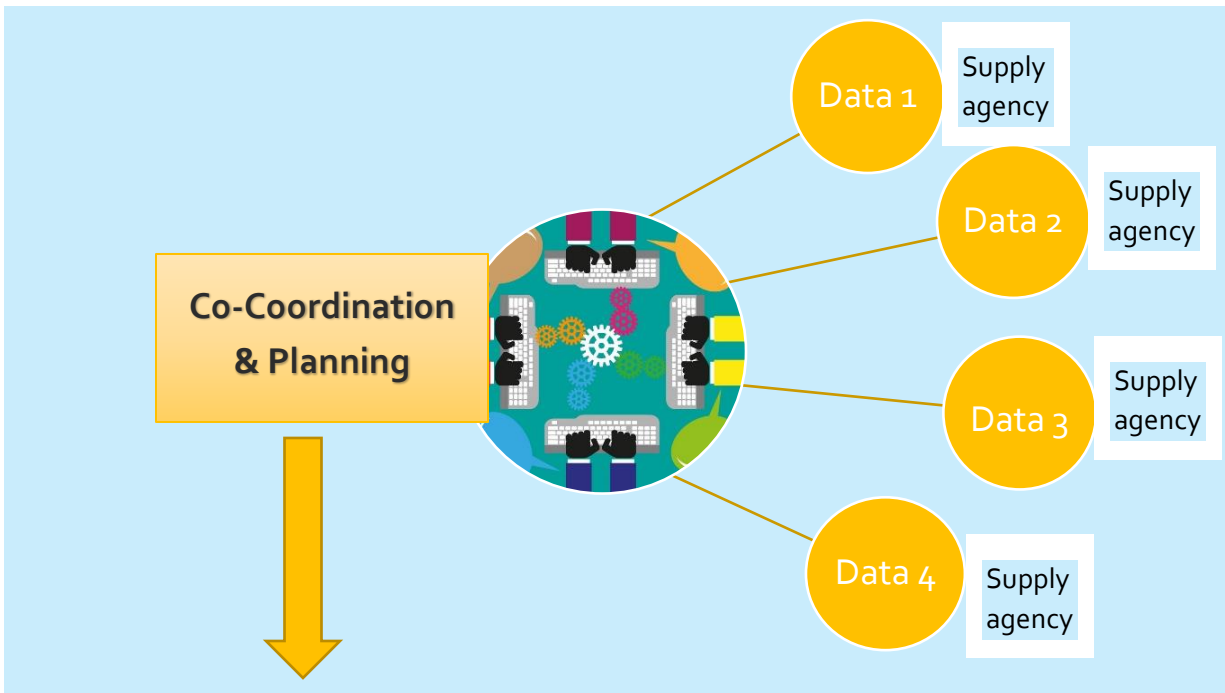 Data 1
Supply
agency
Data 2
Supply
agency
Co-Coordination
& Planning
Data 3
Supply
agency
Data 4
Supply
agency